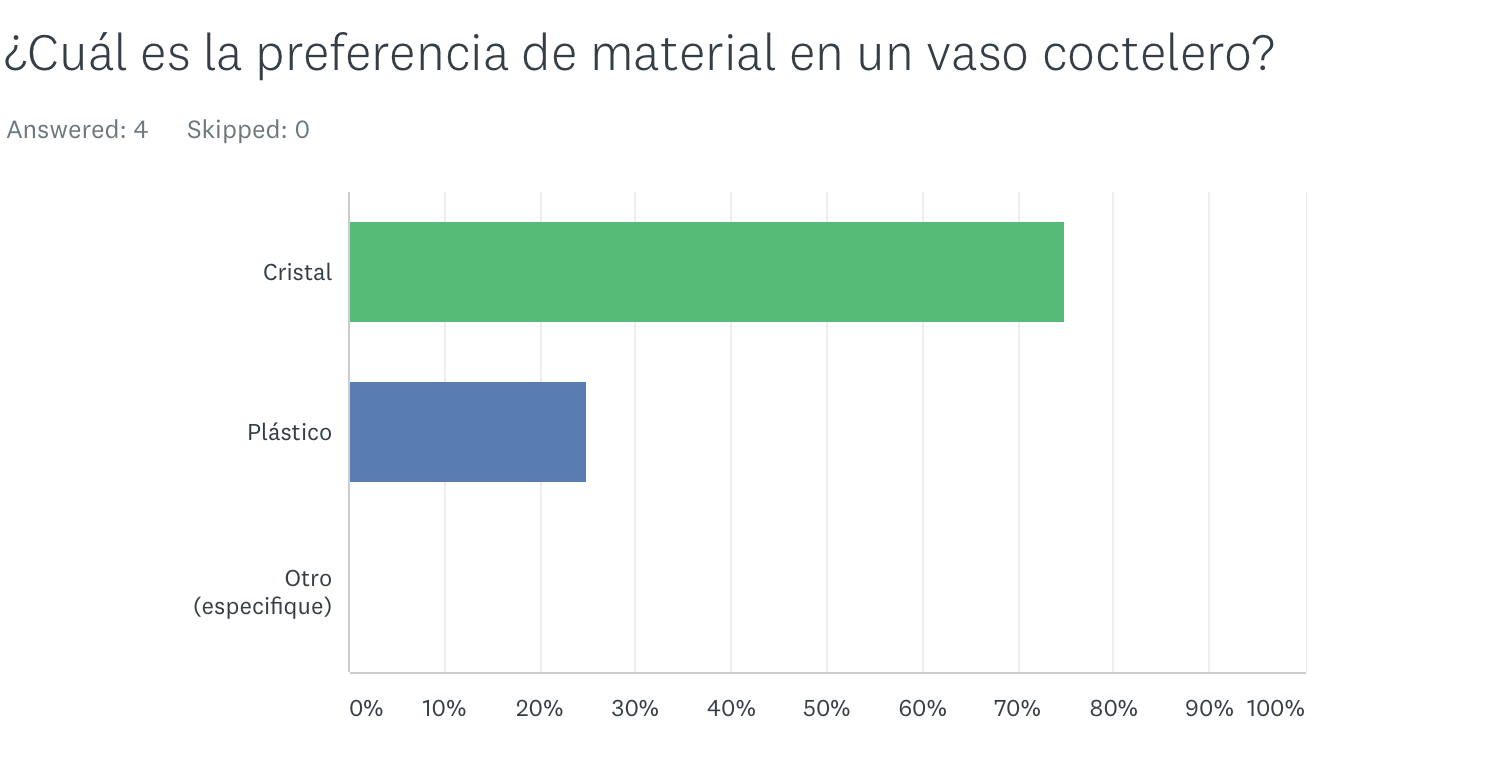 ¿Cuál es la preferencia de material en un vaso coctelero?
Answered: 4 Skipped: 0
Cristal
Plástico
Otro
(especifique)
0% 10% 20% 30% 40% 50% 60% 70% 80% 90% 100%